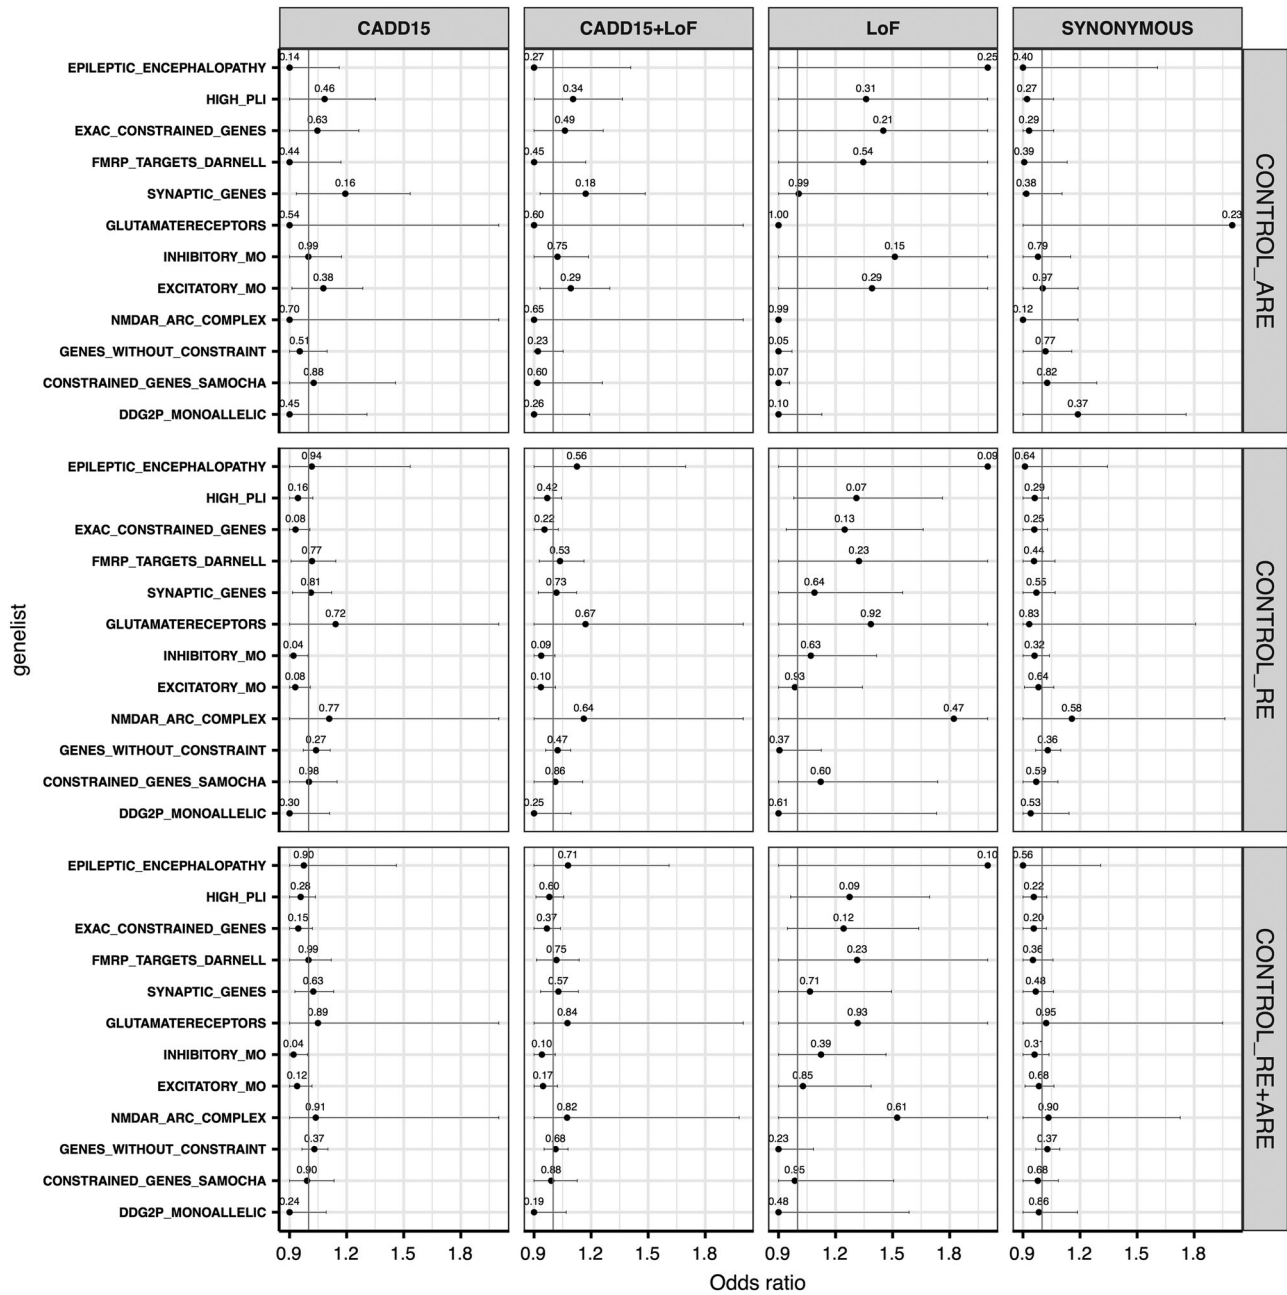 CADD15 CADD15+LoF LoF SYNONYMOUS
EPILEPTIC_ENCEPHALOPATHY 0.14 0.27 0.25 0.40
HIGH_PLI 0.46 0.34 0.31 0.27
EXAC_CONSTRAINED_GENES 0.63 0.49 0.21 0.29
FMRP_TARGETS_DARNELL 0.44 0.45 0.54 0.39
SYNAPTIC_GENES 0.16 0.18 0.99 0.38
GLUTAMATERECEPTORS 0.54 0.60 1.00 0.23
INHIBITORY_MO 0.99 0.75 0.15 0.79
EXCITATORY_MO 0.38 0.29 0.29 0.97
NMDAR_ARC_COMPLEX 0.70 0.65 0.99 0.12
GENES_WITHOUT_CONSTRAINT 0.51 0.23 0.05 0.77
CONSTRAINED_GENES_SAMOCHA 0.88 0.60 0.07 0.82
DDG2P_MONOALLELIC 0.45 0.26 0.10 0.37
CONTROL_ARE
EPILEPTIC_ENCEPHALOPATHY 0.94 0.56 0.09 0.64
HIGH_PLI 0.16 0.42 0.07 0.29
EXAC_CONSTRAINED_GENES 0.08 0.22 0.13 0.25
FMRP_TARGETS_DARNELL 0.77 0.53 0.23 0.44
SYNAPTIC_GENES 0.81 0.73 0.64 0.55
GLUTAMATERECEPTORS 0.72 0.67 0.92 0.83
INHIBITORY_MO 0.04 0.09 0.63 0.32
EXCITATORY_MO 0.08 0.10 0.93 0.64
NMDAR_ARC_COMPLEX 0.77 0.64 0.47 0.58
GENES_WITHOUT_CONSTRAINT 0.27 0.47 0.37 0.36
CONSTRAINED_GENES_SAMOCHA 0.98 0.86 0.60 0.59
DDG2P_MONOALLELIC 0.30 0.25 0.61 0.53
CONTROL_RE
EPILEPTIC_ENCEPHALOPATHY 0.90 0.71 0.10 0.56
HIGH_PLI 0.28 0.60 0.09 0.22
EXAC_CONSTRAINED_GENES 0.15 0.37 0.12 0.20
FMRP_TARGETS_DARNELL 0.99 0.75 0.23 0.36
SYNAPTIC_GENES 0.63 0.57 0.71 0.48
GLUTAMATERECEPTORS 0.89 0.84 0.93 0.95
INHIBITORY_MO 0.04 0.10 0.39 0.31
EXCITATORY_MO 0.12 0.17 0.85 0.68
NMDAR_ARC_COMPLEX 0.91 0.82 0.61 0.90
GENES_WITHOUT_CONSTRAINT 0.37 0.68 0.23 0.37
CONSTRAINED_GENES_SAMOCHA 0.90 0.88 0.95 0.68
DDG2P_MONOALLELIC 0.24 0.19 0.48 0.86
CONTROL_RE+ARE
genelist
0.9 1.2 1.5 1.8 0.9 1.2 1.5 1.8 0.9 1.2 1.5 1.8 0.9 1.2 1.5 1.8
Odds ratio